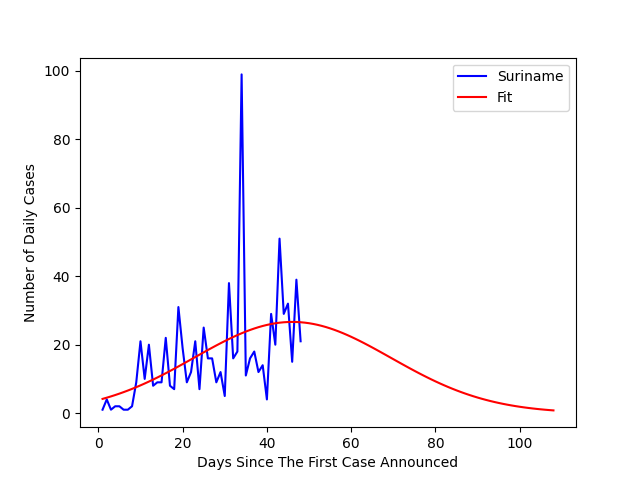 Suriname
Fit
100
80
60
40
20
0
Number of Daily Cases
0 20 40 60 80 100
Days Since The First Case Announced